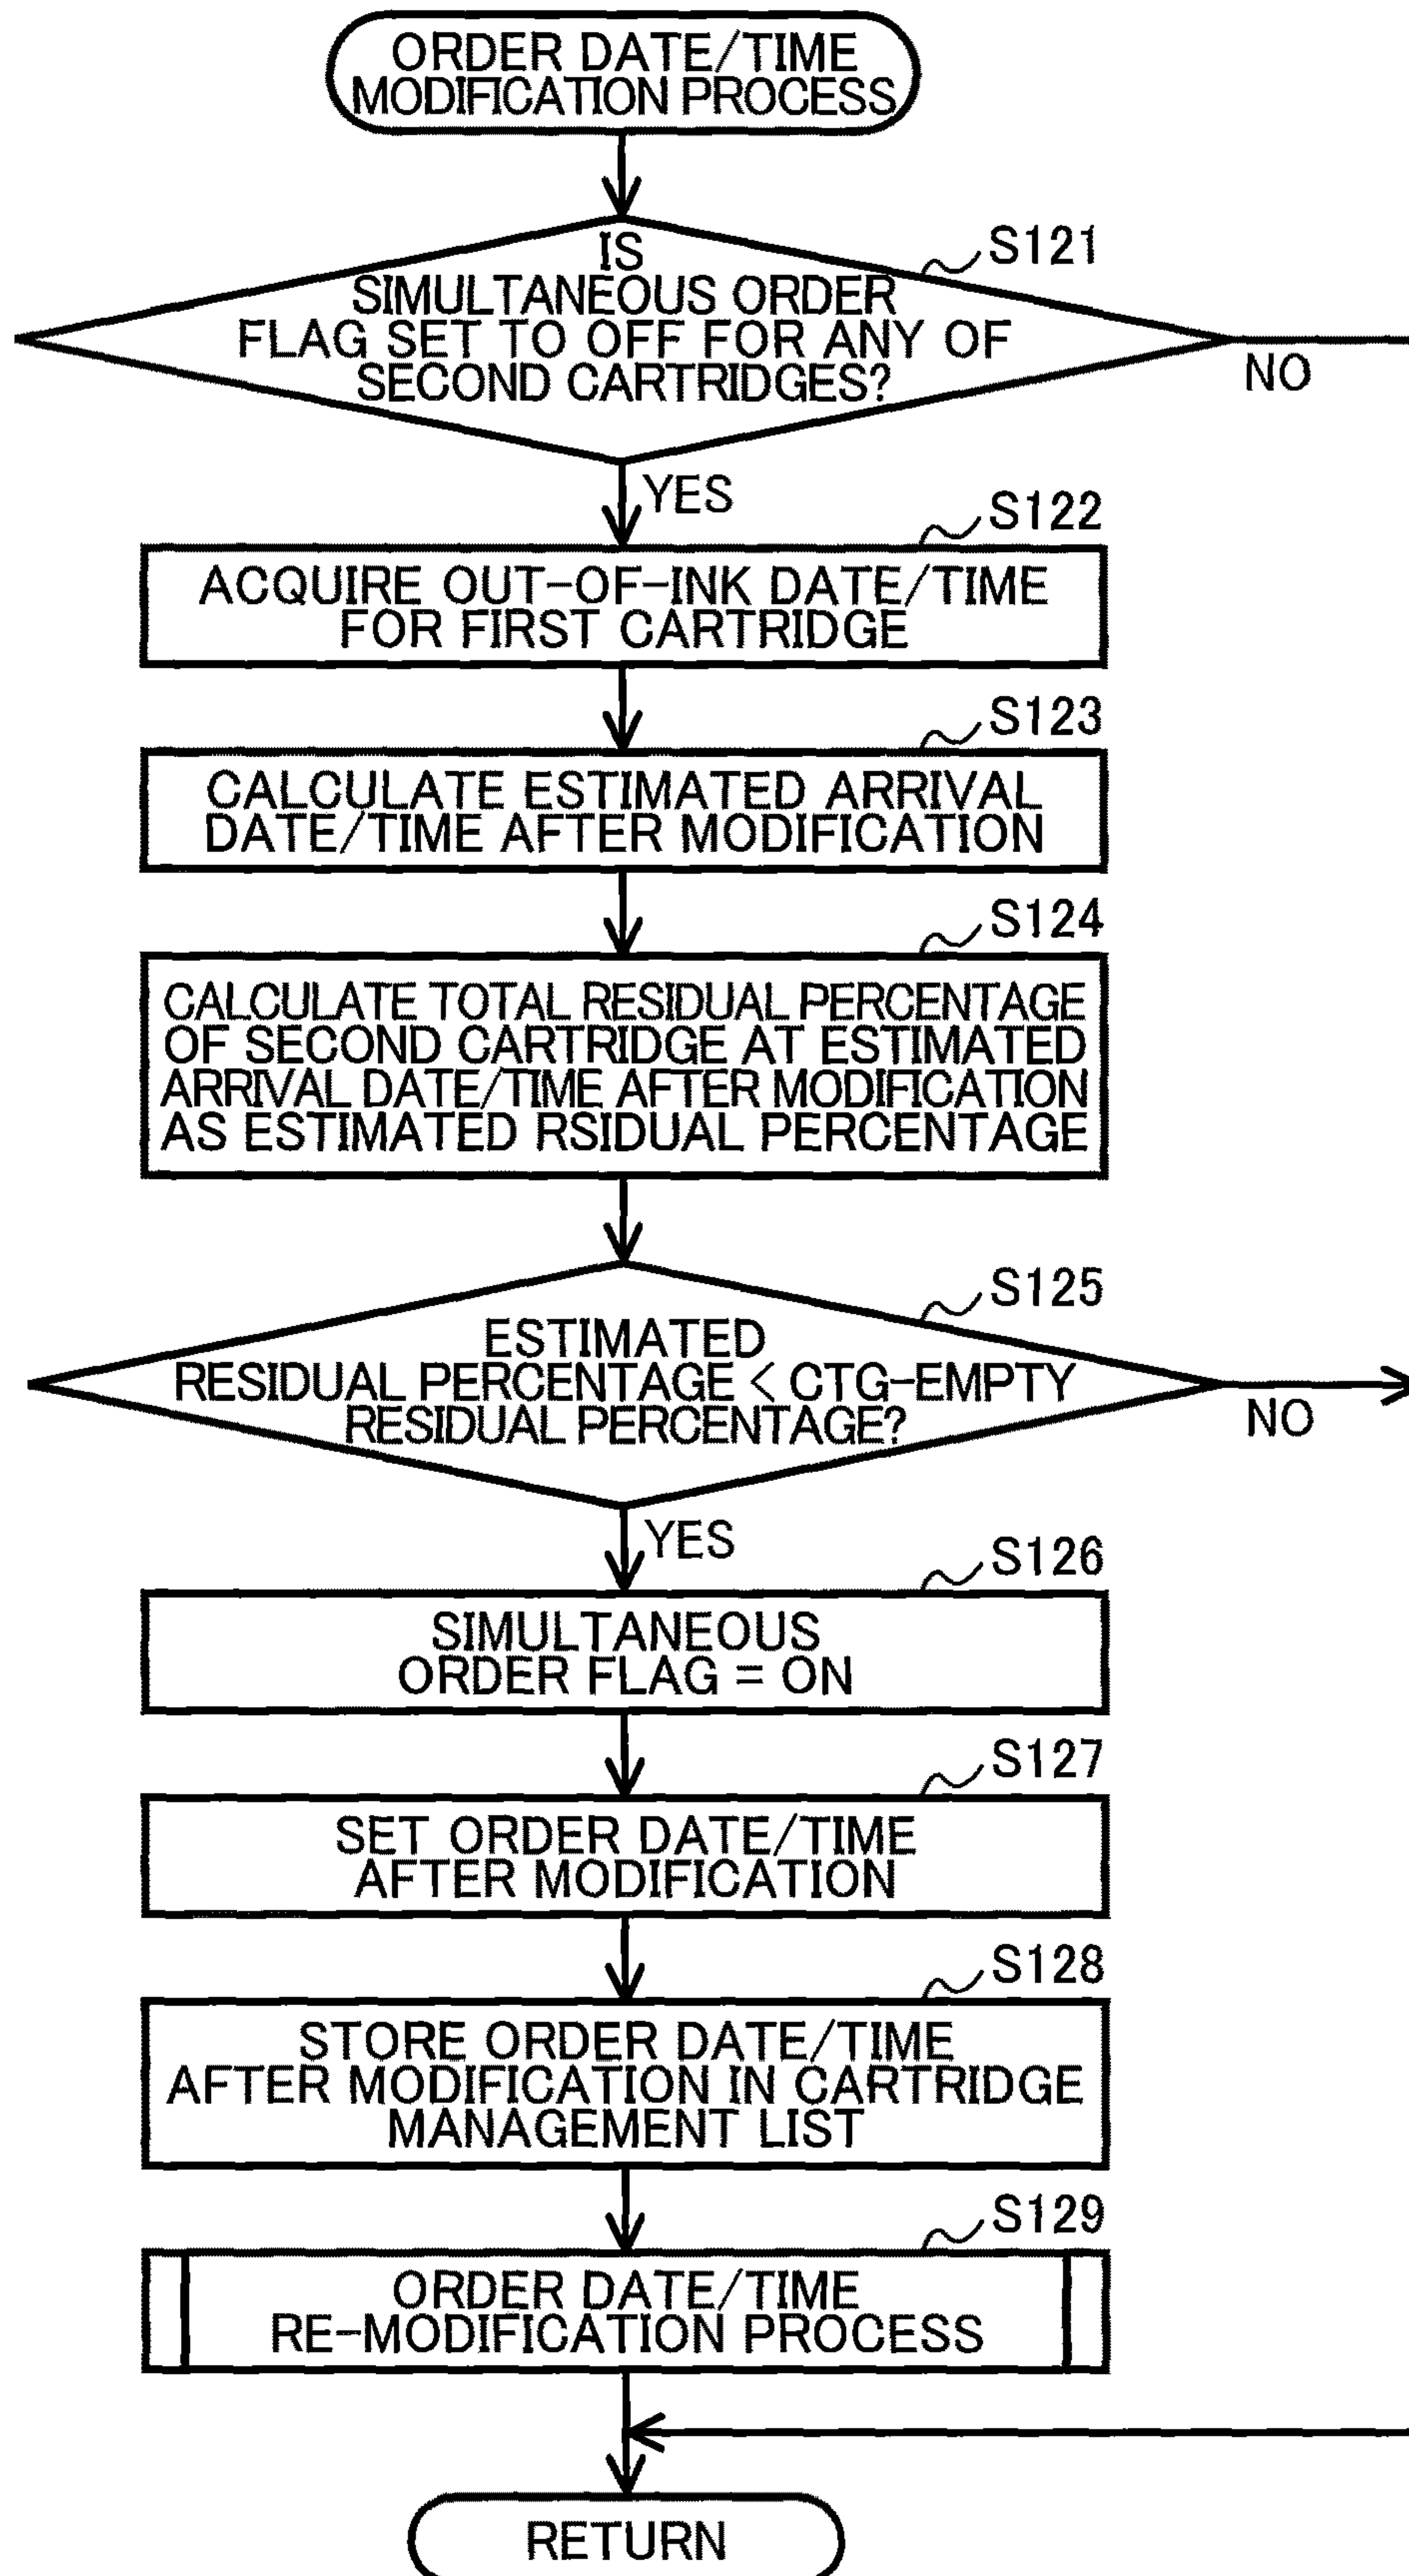 ORDER DATE/TIME
MODIFICATION PROCESS
S121
IS
SIMULTANEOUS ORDER
FLAG SET TO OFF FOR ANY OF
SECOND CARTRIDGES?
NO
YES
S122
ACQUIRE OUT-OF-INK DATE/TIME
FOR FIRST CARTRIDGE
S123
CALCULATE ESTIMATED ARRIVAL
DATE/TIME AFTER MODIFICATION
S124
CALCULATE TOTAL RESIDUAL PERCENTAGE
OF SECOND CARTRIDGE AT ESTIMATED
ARRIVAL DATE/TIME AFTER MODIFICATION
AS ESTIMATED RSIDUAL PERCENTAGE
S125
ESTIMATED
RESIDUAL PERCENTAGE < CTG-EMPTY
RESIDUAL PERCENTAGE?
NO
YES
S126
SIMULTANEOUS
ORDER FLAG = ON
S127
SET ORDER DATE/TIME
AFTER MODIFICATION
S128
STORE ORDER DATE/TIME
AFTER MODIFICATION IN CARTRIDGE
MANAGEMENT LIST
S129
ORDER DATE/TIME
RE-MODIFICATION PROCESS
RETURN